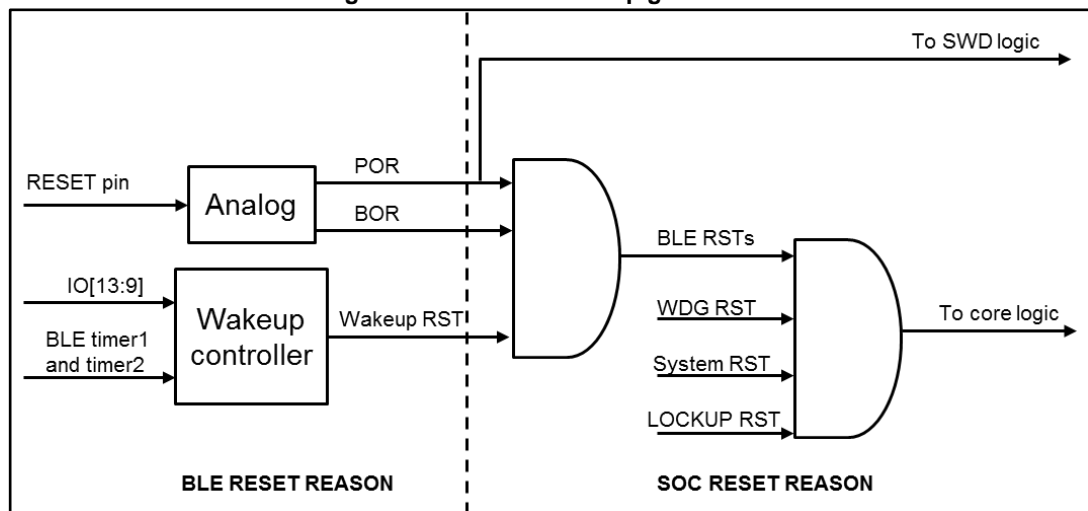 To SWD logic
POR
RESET pin
Analog
BOR
BLE RSTs
IO[13:9]
WDG RST
Wakeup
controller
Wakeup RST
To core logic
BLE timer1
and timer2
System RST
LOCKUP RST
BLE RESET REASON
SOC RESET REASON